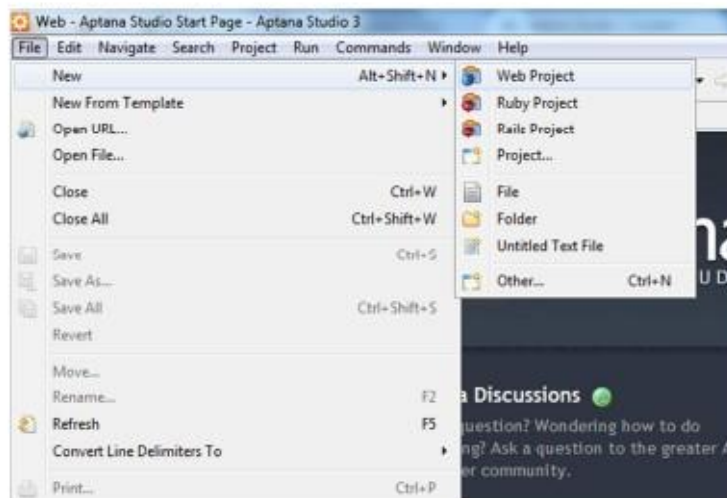 Web - Aptana Studio Start Page - Aptana Studio 3
File Edit Navigate Search Project Run Commands Window Help
New Alt+Shift+N
New From Template
Open URL...
Open File...
Close Ctrl+W
Close All Ctrl+Shift+W
Save Ctrl+S
Save As...
Save All Ctrl+Shift+S
Revert
Move...
Rename... F2
Refresh F5
Convert Line Delimiters To
Print... Ctrl+P
Web Project
Ruby Project
Rails Project
Project...
File
Folder
Untitled Text File
Other... Ctrl+N
na
UD
a Discussions
question? Wondering how to do
ng? Ask a question to the greater A
er community.